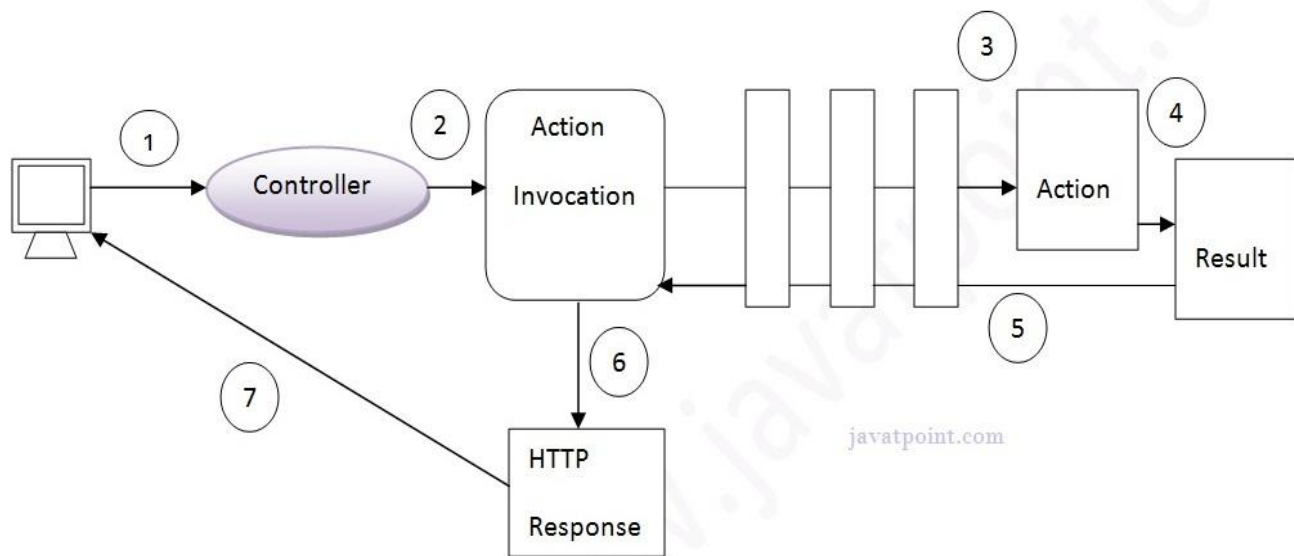 1
2
3
4
Controller
Action
Invocation
Action
Result
5
6
7
javatpoint.com
HTTP
Response